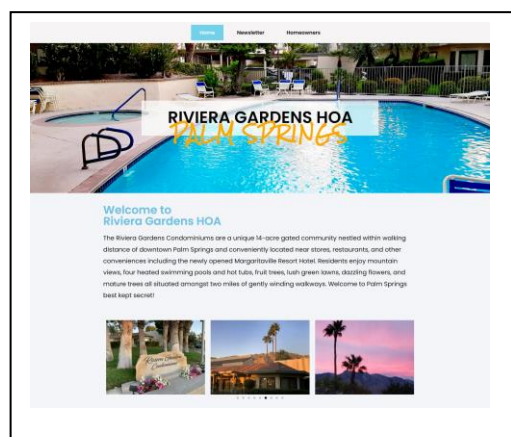 Home Newsletter Homeowners
RIVIERA GARDENS HOA
PALM SPRINGS
Welcome to
Riviera Gardens HOA
The Riviera Gardens Condominiums are a unique 14-acre gated community nestled within walking
distance of downtown Palm Springs and conveniently located near stores, restaurants, and other
conveniences including the newly opened Margaritaville Resort Hotel. Residents enjoy mountain
views, four heated swimming pools and hot tubs, fruit trees, lush green lawns, dazzling flowers, and
mature trees all situated amongst two miles of gently winding walkways. Welcome to Palm Springs
best kept secret!
Riviera Gardens
Condominiums